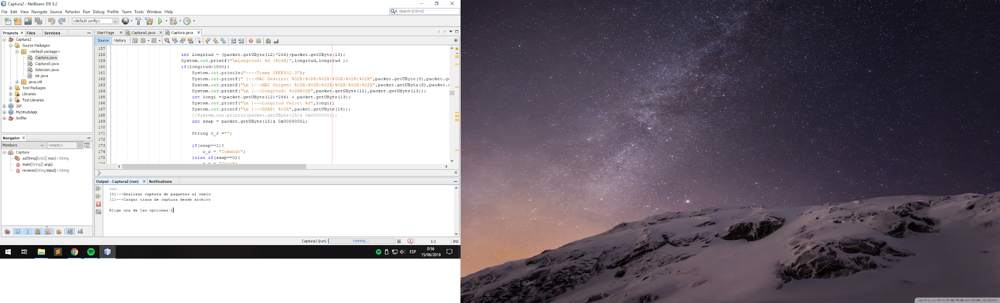 Captura2 - NetBeans IDE 8.2
File Edit View Navigate Source Refactor Run Debug Profile Team Tools Window Help
Search (Ctrl+I)
<default config>
Projects Files Services
Captura2
Source Packages
<default package>
Captura.java
Captura0.java
Seleccion.java
str.java
java.util
Test Packages
Libraries
Test Libraries
JSP
MyStrutsApp
Sniffer
Navigator
Members <empty>
Captura
asString(byte[] mac) : String
main(String[] args)
reverse(String input) : String
Start Page Captura0.java Captura.java
Source History
157
158 int longitud = (packet.getUByte(12)*256)+packet.getUByte(13);
159 System.out.printf("\nLongitud: %d (%04X)",longitud,longitud );
160 if(longitud<1500){
161 System.out.println("--->Trama IEEE802.3");
162 System.out.printf(" |-->MAC Destino: %02X:%02X:%02X:%02X:%02X:%02X",packet.getUByte(0),packet.ge
163 System.out.printf("\n |-->MAC Origen: %02X:%02X:%02X:%02X:%02X:%02X",packet.getUByte(6),packet.
164 System.out.printf("\n |-->Longitud: %02X%02X",packet.getUByte(12),packet.getUByte(13));
165 int longi =(packet.getUByte(12)*256) + packet.getUByte(13);
166 System.out.printf("\n |-->Longitud Valor: %d",longi);
167 System.out.printf("\n |-->DSAP: %02X",packet.getUByte(14));
168 //System.out.println(packet.getUByte(15)& 0x00000001);
169 int ssap = packet.getUByte(15)& 0x00000001;
170
171 String c_r ="";
172
173 if(ssap==1){
174 c_r = "Comando";
175 }else if(ssap==0){
176 c_r = "Otro";
Output - Captura2 (run) Notifications
run:
[0]-->Realizar captura de paquetes al vuelo
[1]-->Cargar traza de captura desde archivo
Elige una de las opciones:1
Captura2 (run) running... 1 1:1 INS
ESP 0:56
15/06/2018
WALLPAPERSWIDE.COM